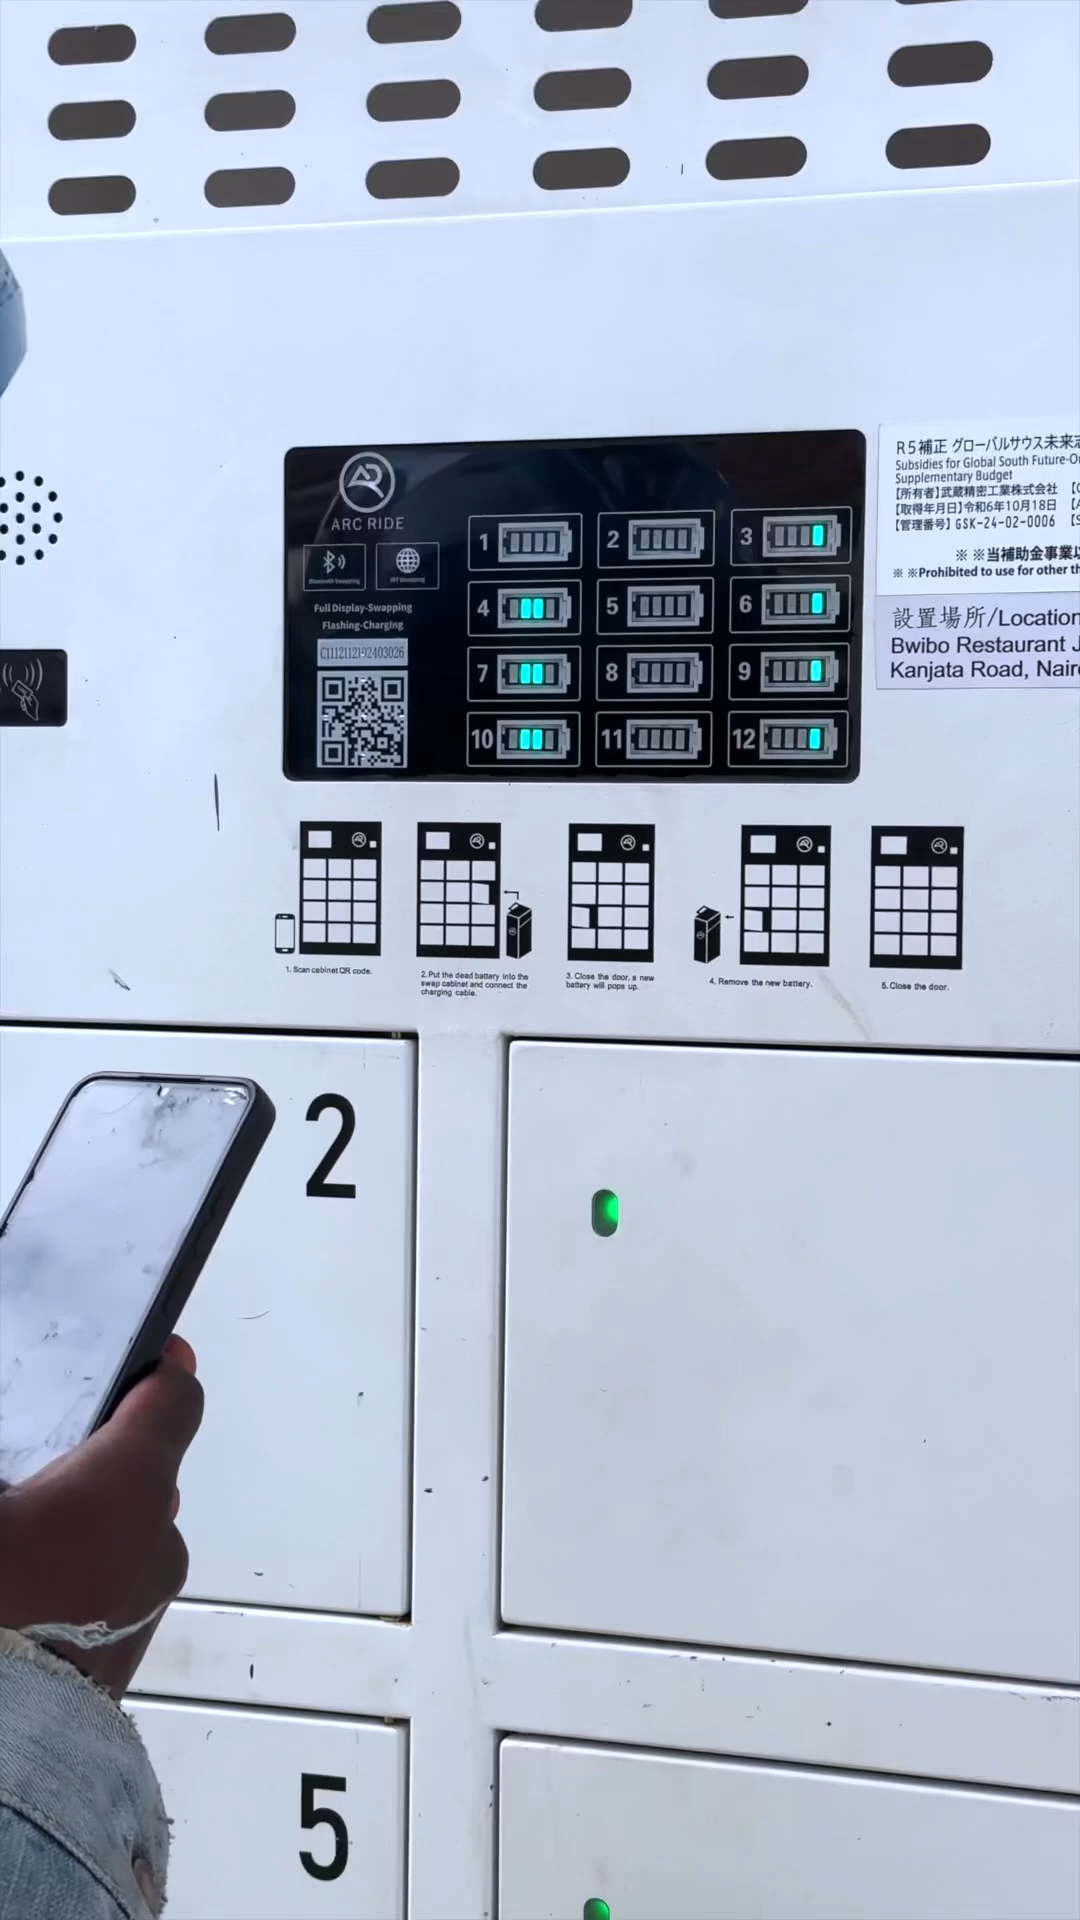 ARC RIDE
Bluetooth Swapping
Full Display-Swapping
Flashing-Charging
C1112112192403026
1
2
3
4
5
6
7
8
9
10
11
12
R5補正 グローバルサウス未来志
Subsidies for Global South Future-O
Supplementary Budget
【所有者】武蔵精密工業株式会社
【取得年月日】令和6年10月18日
【管理番号】GSK-24-02-0006
※ ※当補助金事業以
※ ※Prohibited to use for other th
設置場所/Location
Bwibo Restaurant J
Kanjata Road, Naire
1. Scan cabinet QR code.
2. Put the dead battery into the
swap cabinet and connect the
charging cable.
3. Close the door, a new
battery will pops up.
4. Remove the new battery.
5. Close the door.
2
5